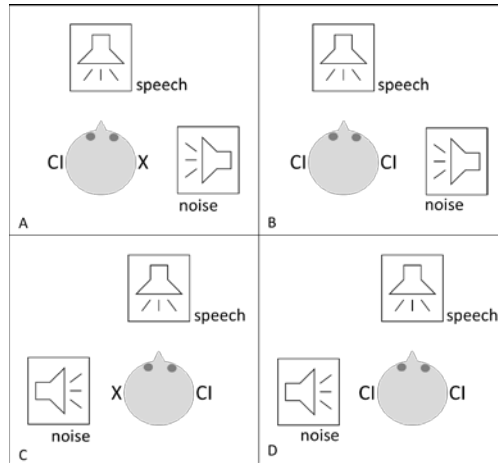 speech
CI X
noise
A
speech
CI CI
noise
B
speech
X CI
noise
C
speech
CI CI
noise
D